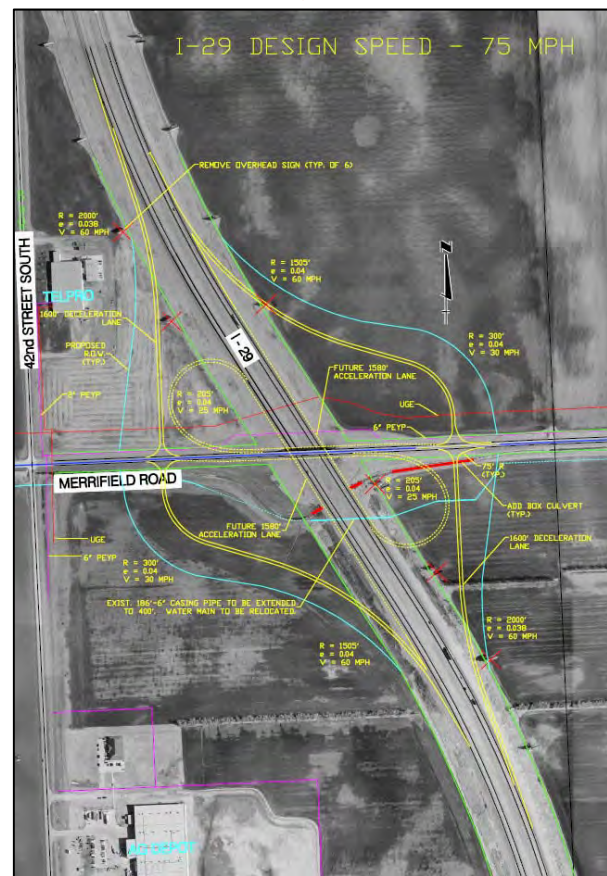 I-29 DESIGN SPEED - 75 MPH
REMOVE OVERHEAD SIGN (TYP. OF 6)
R = 2000'
e = 0.038
V = 60 MPH
42nd STREET SOUTH
TELPRO
R = 1505'
e = 0.04
V = 60 MPH
N
1600' DECELERATION
LANE
PROPOSED
R.O.W.
(TYP.)
I - 29
R = 300'
e = 0.04
V = 30 MPH
R = 205'
e = 0.04
V = 25 MPH
FUTURE 1580'
ACCELERATION LANE
2" PEYP
UGE
6" PEYP
MERRIFIELD ROAD
75' R
(TYP.)
R = 205'
e = 0.04
V = 25 MPH
ADD BOX CULVERT
(TYP.)
FUTURE 1580'
ACCELERATION LANE
UGE
1600' DECELERATION
LANE
6" PEYP
R = 300'
e = 0.04
V = 30 MPH
EXIST. 186'-6" CASING PIPE TO BE EXTENDED
TO 400'. WATER MAIN TO BE RELOCATED.
R = 2000'
e = 0.038
V = 60 MPH
R = 1505'
e = 0.04
V = 60 MPH
DEPOT